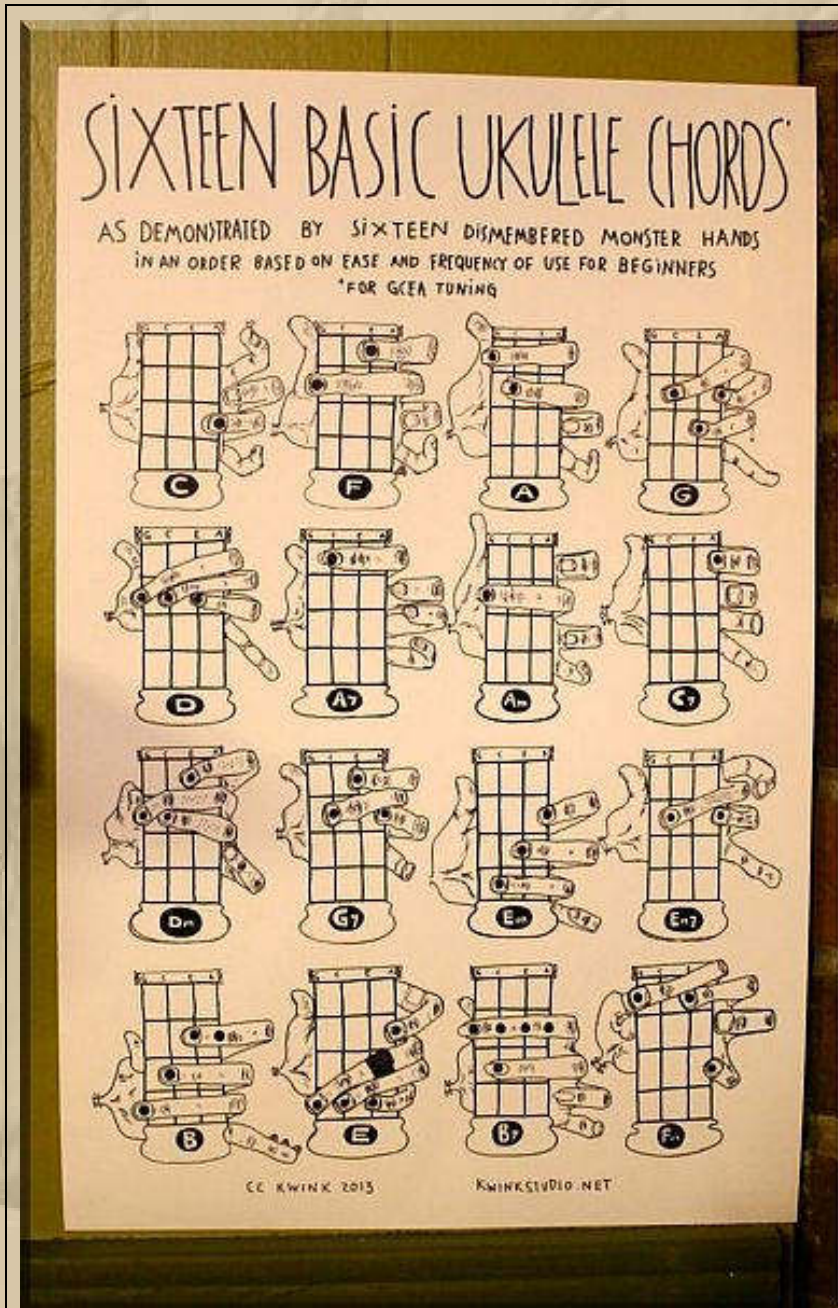 SIXTEEN BASIC UKULELE CHORDS*
AS DEMONSTRATED BY SIXTEEN DISMEMBERED MONSTER HANDS
IN AN ORDER BASED ON EASE AND FREQUENCY OF USE FOR BEGINNERS
*FOR GCEA TUNING
C F A G
D A7 Am C7
Dm G7 Em Em7
B E B7 Fm
CC KWINK 2013 KWINKSTUDIO.NET